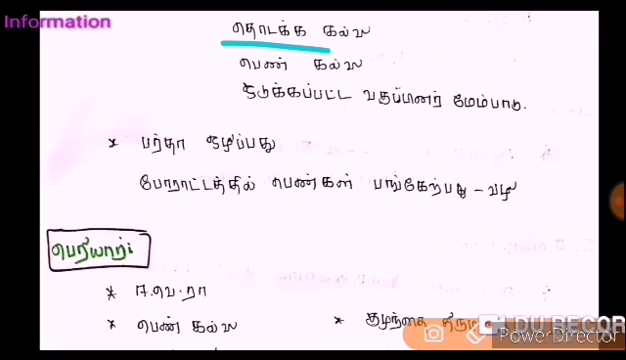 Information
தொடக்க கல்வி
பெண் கல்வி
ஒடுக்கப்பட்ட வகுப்பினர் மேம்பாடு.
* பர்தா ஒழிப்பது
போராட்டத்தில் பெண்கள் பங்கேற்பது - வழி
பெரியார்:
* ஈ.வெ.ரா
* பெண் கல்வி * குழந்தை
DU RECOR
PowerDirector